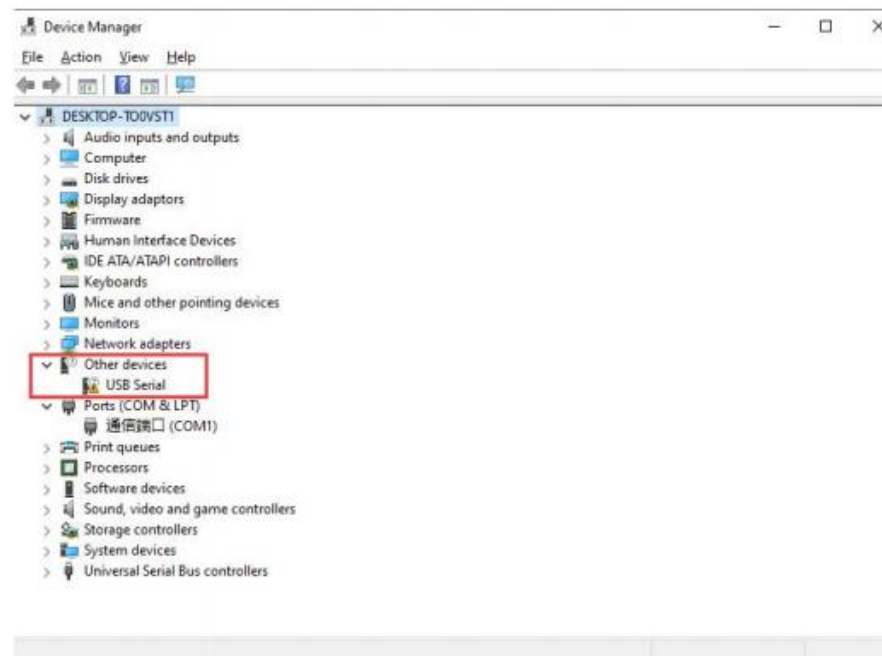 Device Manager
File Action View Help
DESKTOP-TO0VST1
Audio inputs and outputs
Computer
Disk drives
Display adaptors
Firmware
Human Interface Devices
IDE ATA/ATAPI controllers
Keyboards
Mice and other pointing devices
Monitors
Network adapters
Other devices
USB Serial
Ports (COM & LPT)
通信端口 (COM1)
Print queues
Processors
Software devices
Sound, video and game controllers
Storage controllers
System devices
Universal Serial Bus controllers